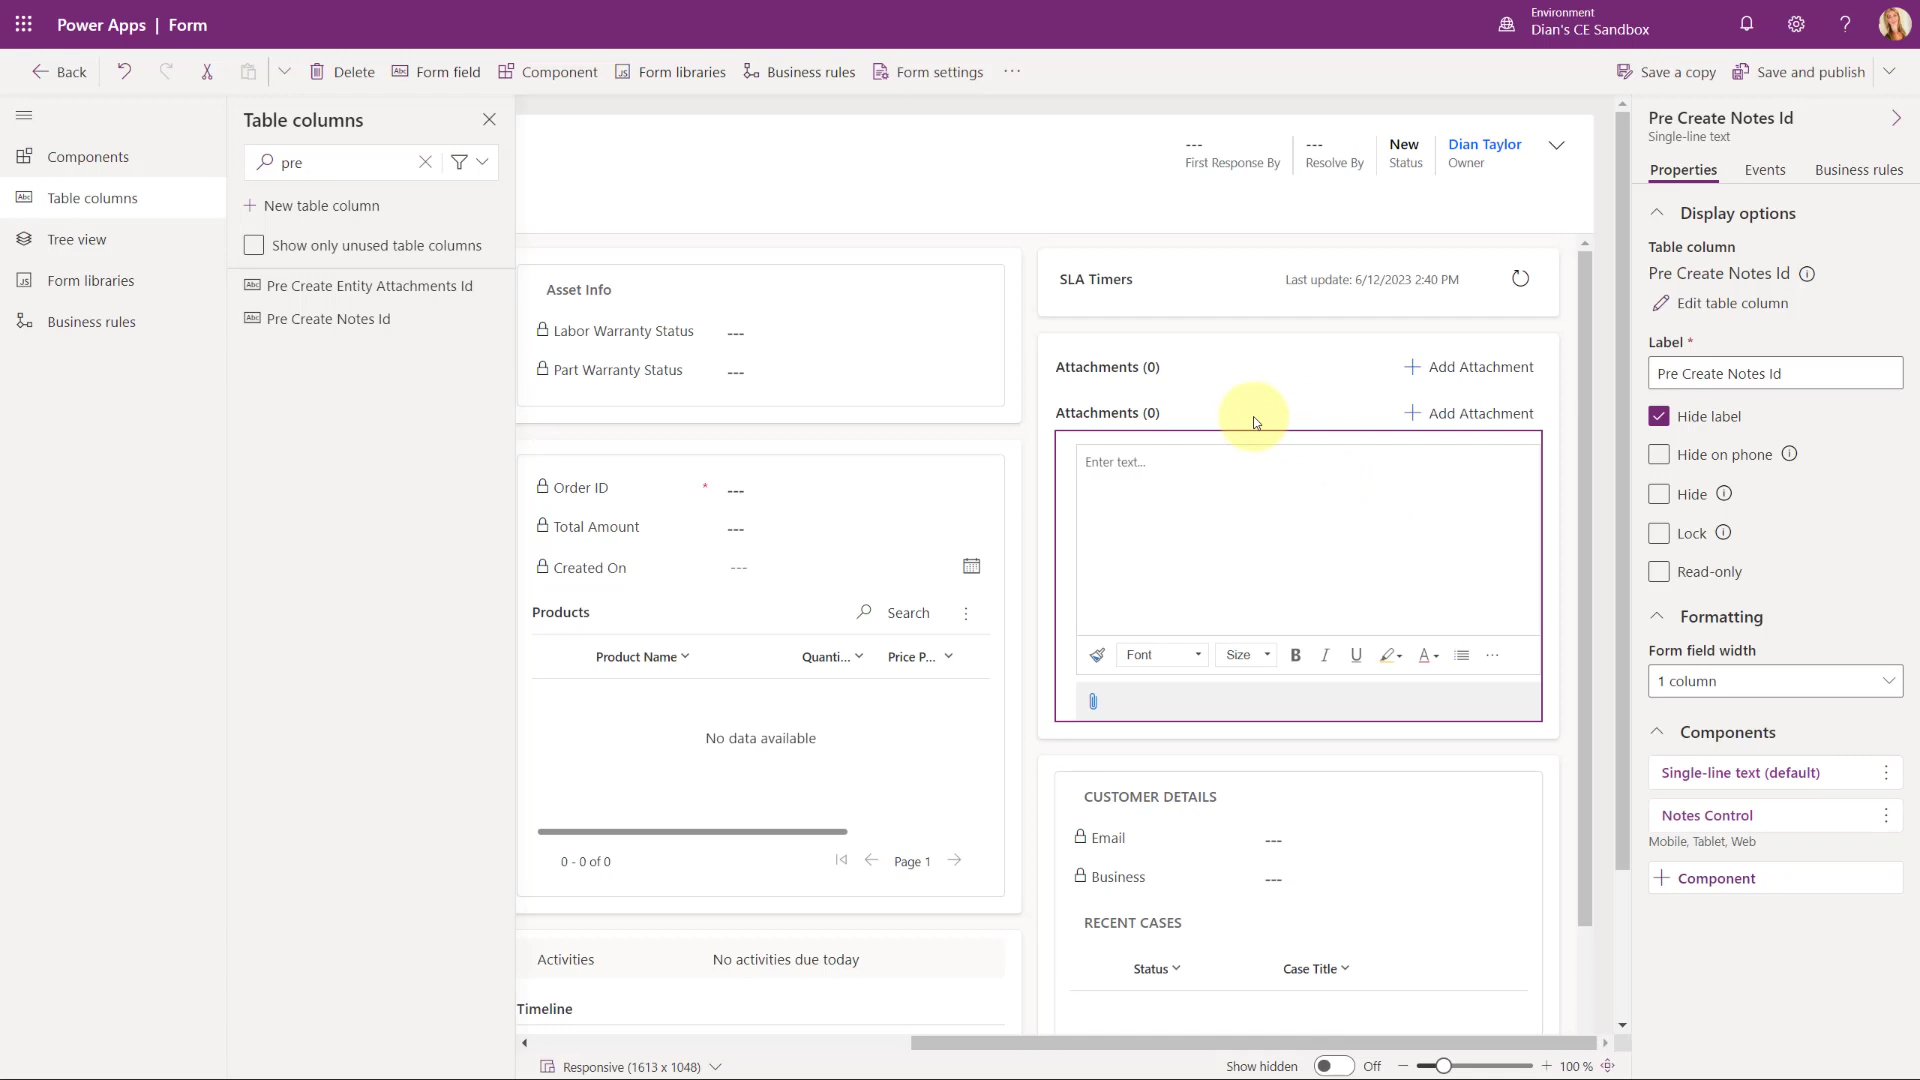 Power Apps | Form
Environment
Dian's CE Sandbox
Back
Delete
Form field
Component
Form libraries
Business rules
Form settings
Save a copy
Save and publish
Components
Table columns
Tree view
Form libraries
Business rules
Table columns
pre
New table column
Show only unused table columns
Pre Create Entity Attachments Id
Pre Create Notes Id
---
First Response By
---
Resolve By
New
Status
Dian Taylor
Owner
Asset Info
Labor Warranty Status ---
Part Warranty Status ---
Order ID * ---
Total Amount ---
Created On ---
Products
Search
Product Name
Quanti...
Price P...
No data available
0 - 0 of 0
Page 1
Activities
No activities due today
Timeline
SLA Timers
Last update: 6/12/2023 2:40 PM
Attachments (0)
Add Attachment
Attachments (0)
Add Attachment
Enter text...
Font
Size
B I U A
CUSTOMER DETAILS
Email ---
Business ---
RECENT CASES
Status
Case Title
Responsive (1613 x 1048)
Show hidden
Off
100 %
Pre Create Notes Id
Single-line text
Properties
Events
Business rules
Display options
Table column
Pre Create Notes Id
Edit table column
Label *
Pre Create Notes Id
Hide label
Hide on phone
Hide
Lock
Read-only
Formatting
Form field width
1 column
Components
Single-line text (default)
Notes Control
Mobile, Tablet, Web
Component